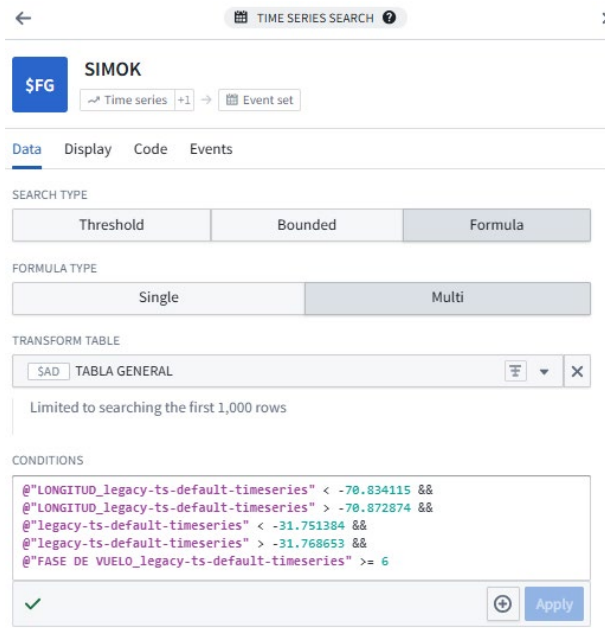 TIME SERIES SEARCH
$FG
SIMOK
Time series +1 → Event set
Data Display Code Events
SEARCH TYPE
Threshold Bounded Formula
FORMULA TYPE
Single Multi
TRANSFORM TABLE
$AD TABLA GENERAL
Limited to searching the first 1,000 rows
CONDITIONS
@"LONGITUD_legacy-ts-default-timeseries" < -70.834115 &&
@"LONGITUD_legacy-ts-default-timeseries" > -70.872874 &&
@"legacy-ts-default-timeseries" < -31.751384 &&
@"legacy-ts-default-timeseries" > -31.768653 &&
@"FASE DE VUELO_legacy-ts-default-timeseries" >= 6
Apply